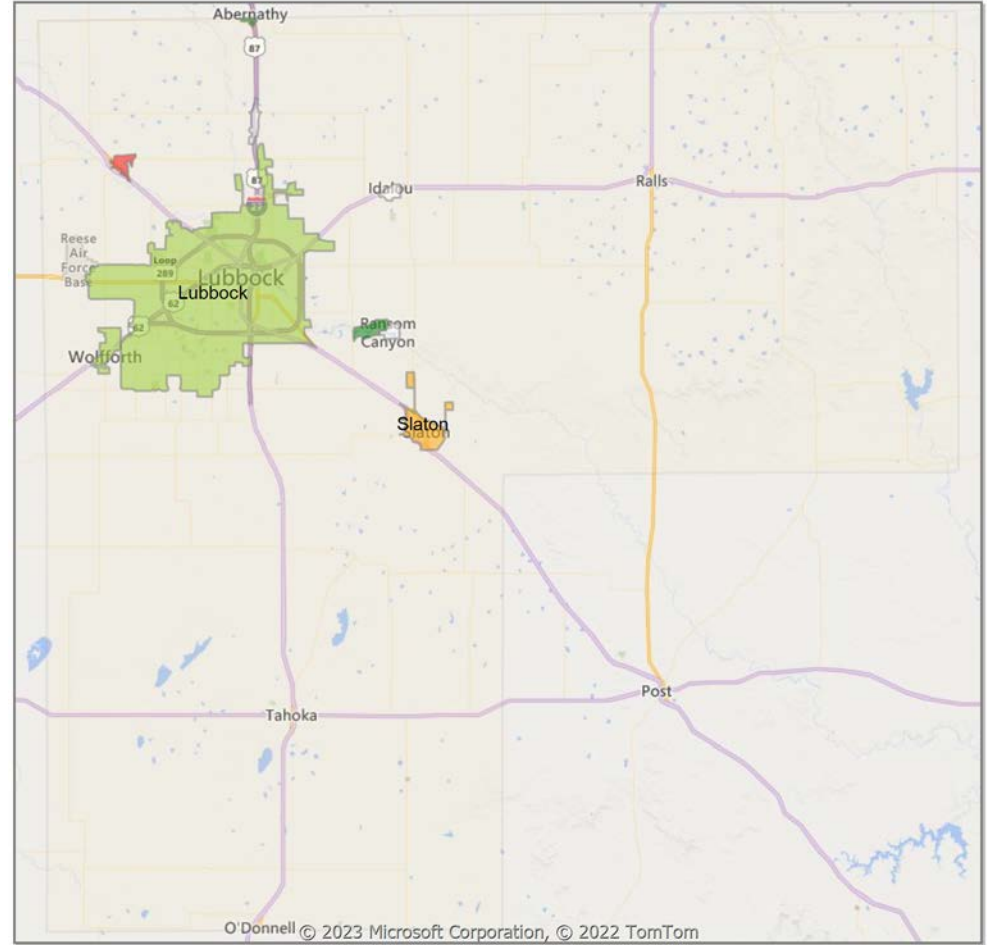 Abernathy
87
87
Idalou
Ralls
Reese
Air
Force
Base
Loop
289
Lubbock
Lubbock
62
62
Wolfforth
Ransom
Canyon
Slaton
Slaton
Post
Tahoka
O'Donnell
© 2023 Microsoft Corporation, © 2022 TomTom